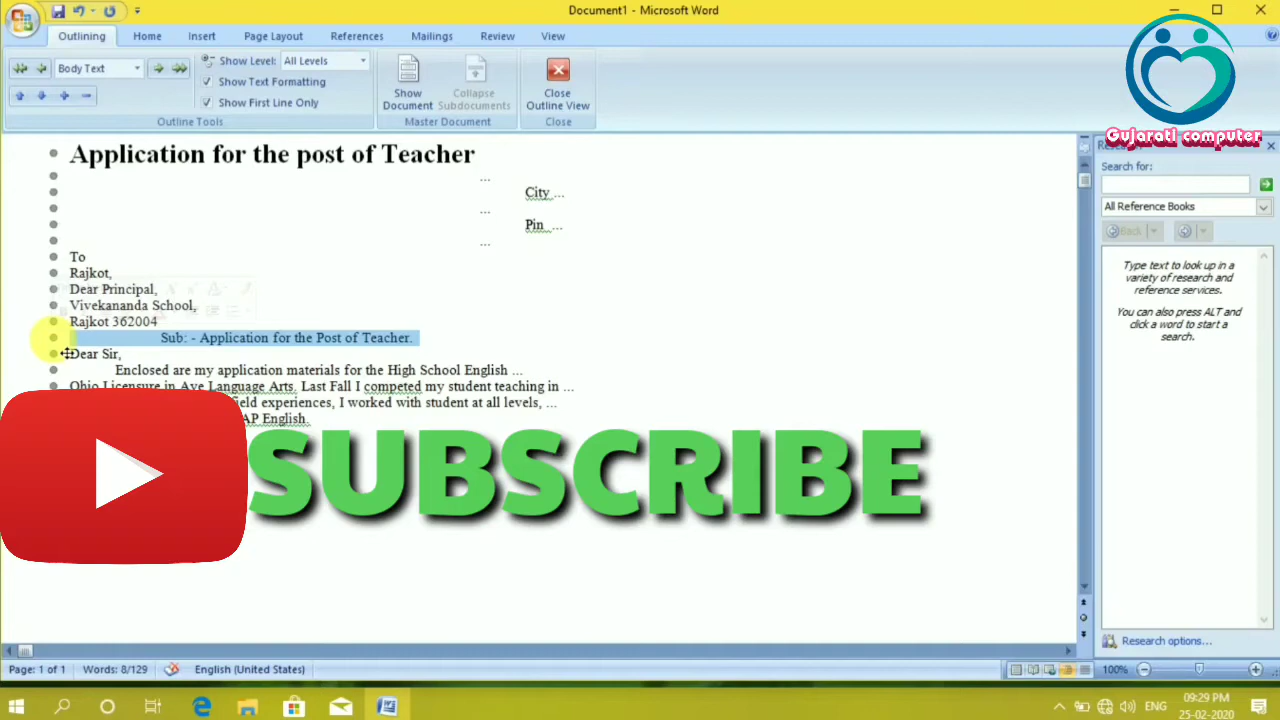 Document1 - Microsoft Word
Outlining Home Insert Page Layout References Mailings Review View
Body Text
Show Level: All Levels
Show Text Formatting
Show First Line Only
Outline Tools
Show Document
Collapse Subdocuments
Master Document
Close Outline View
Close
Gujarati computer
Application for the post of Teacher
...
City ...
...
Pin ...
...
To
Rajkot,
Dear Principal,
Vivekananda School,
Rajkot 362004
Sub: - Application for the Post of Teacher.
Dear Sir,
Enclosed are my application materials for the High School English ...
Ohio Licensure in Aye Language Arts. Last Fall I competed my student teaching in ...
field experiences, I worked with student at all levels, ...
AP English.
SUBSCRIBE
Search for:
All Reference Books
Back
Type text to look up in a variety of research and reference services.
You can also press ALT and click a word to start a search.
Research options...
Page: 1 of 1 Words: 8/129 English (United States) 100%
ENG
09:29 PM
25-02-2020